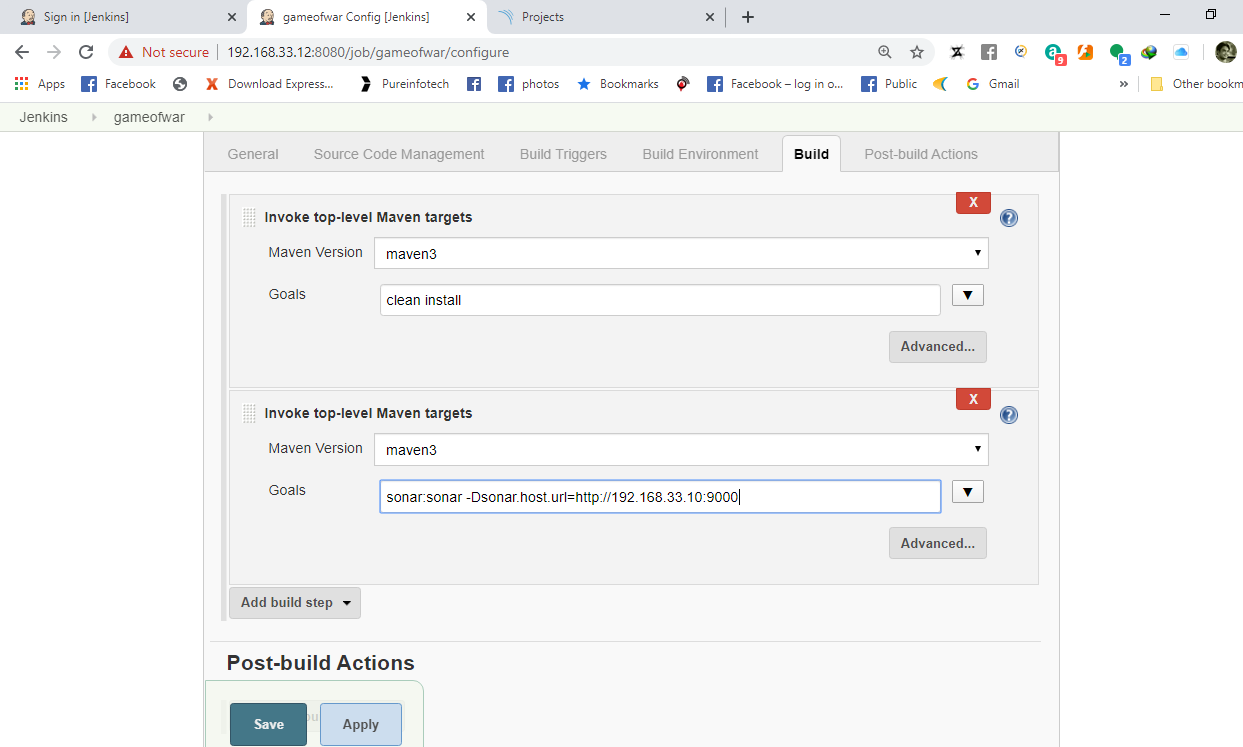 Sign in [Jenkins]
gameofwar Config [Jenkins]
Projects
Not secure
192.168.33.12:8080/job/gameofwar/configure
9
2
Apps
Facebook
Download Express...
Pureinfotech
photos
Bookmarks
Facebook – log in o...
Public
Gmail
»
Other bookm
Jenkins
gameofwar
General
Source Code Management
Build Triggers
Build Environment
Build
Post-build Actions
X
Invoke top-level Maven targets
?
Maven Version
maven3
Goals
clean install
Advanced...
X
Invoke top-level Maven targets
?
Maven Version
maven3
Goals
sonar:sonar -Dsonar.host.url=http://192.168.33.10:9000
Advanced...
Add build step
Post-build Actions
Save
Apply